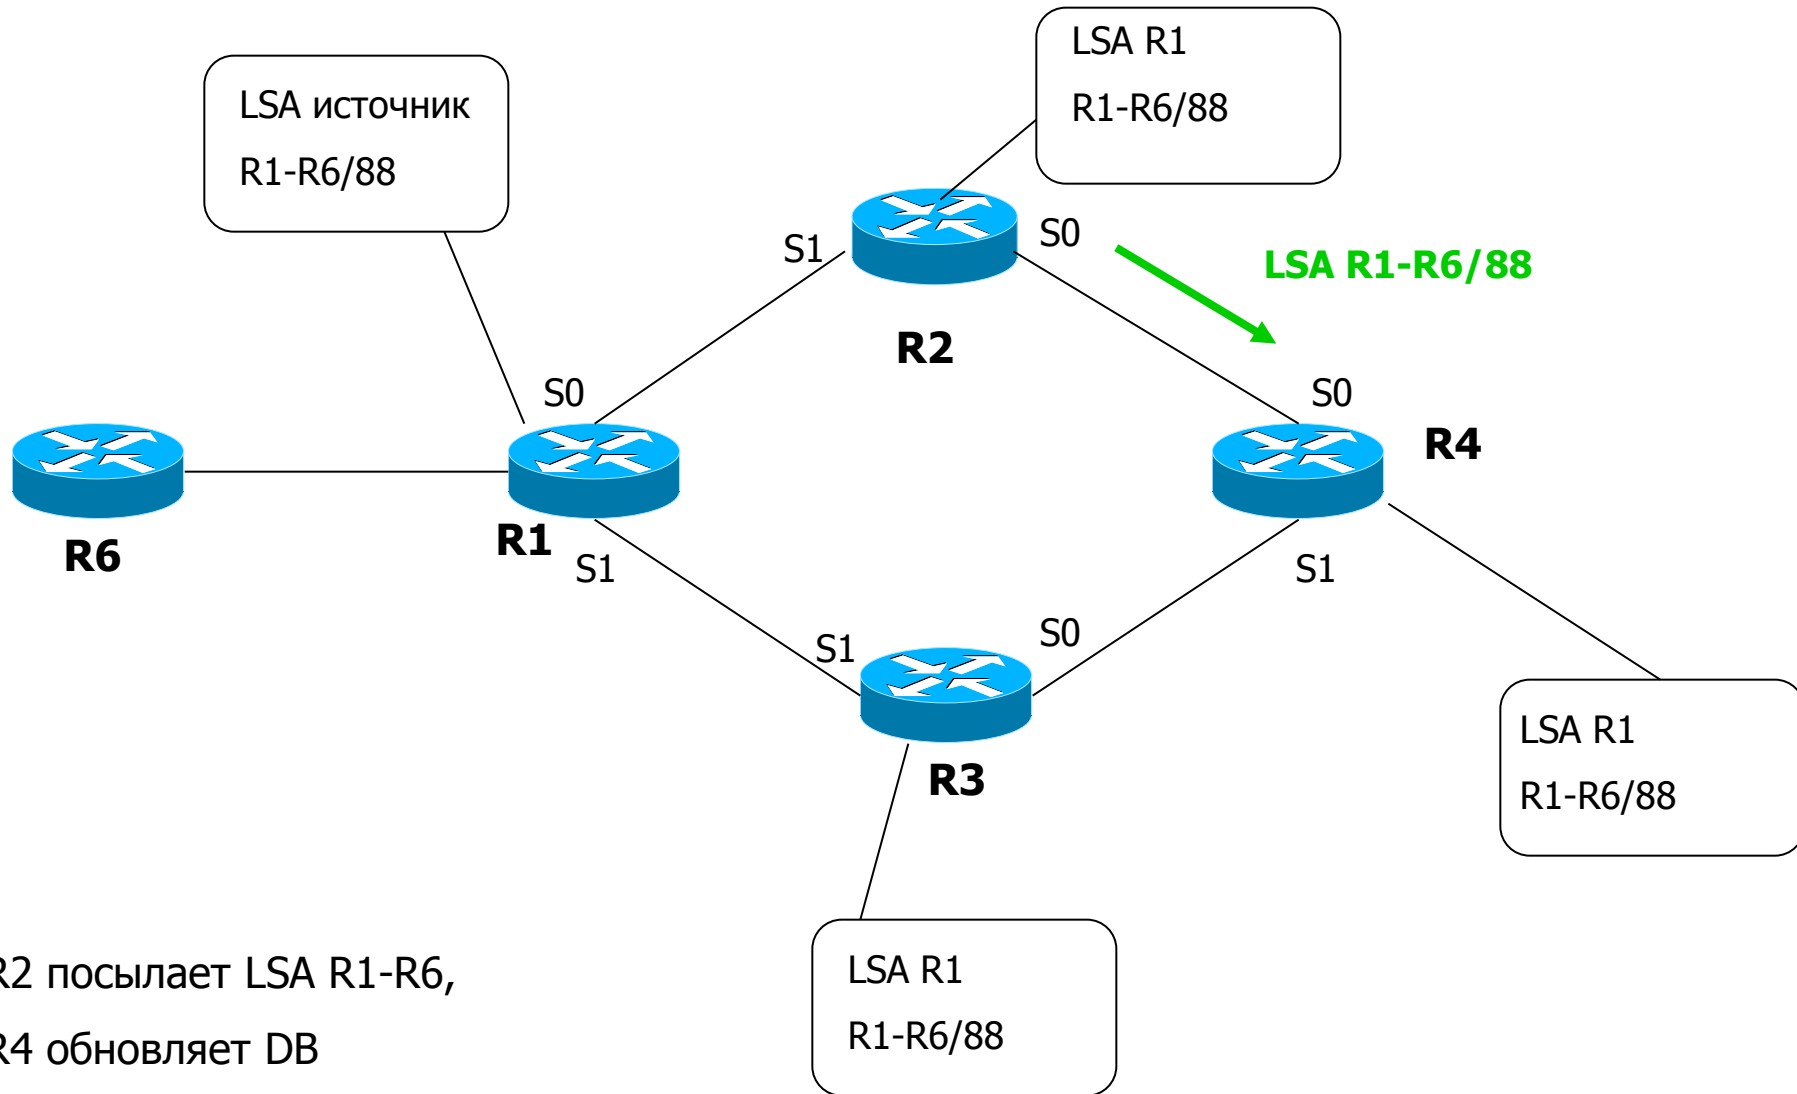 LSA R1
R1-R6/88
LSA источник
R1-R6/88
S1
S0
LSA R1-R6/88
R2
S0
S0
R4
R1
R6
S1
S1
S1
S0
R3
LSA R1
R1-R6/88
LSA R1
R1-R6/88
R2 посылает LSA R1-R6,
R4 обновляет DB